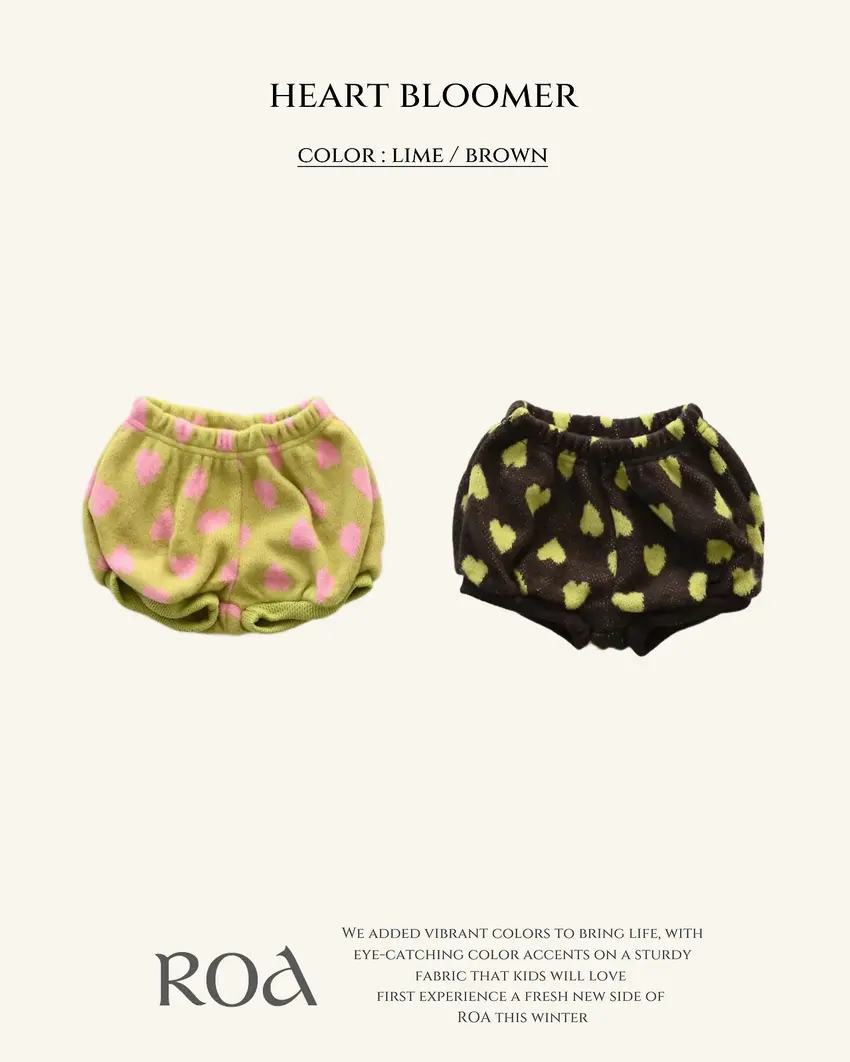 HEART BLOOMER
COLOR : LIME / BROWN
ROA
WE ADDED VIBRANT COLORS TO BRING LIFE, WITH
EYE-CATCHING COLOR ACCENTS ON A STURDY
FABRIC THAT KIDS WILL LOVE
FIRST EXPERIENCE A FRESH NEW SIDE OF
ROA THIS WINTER